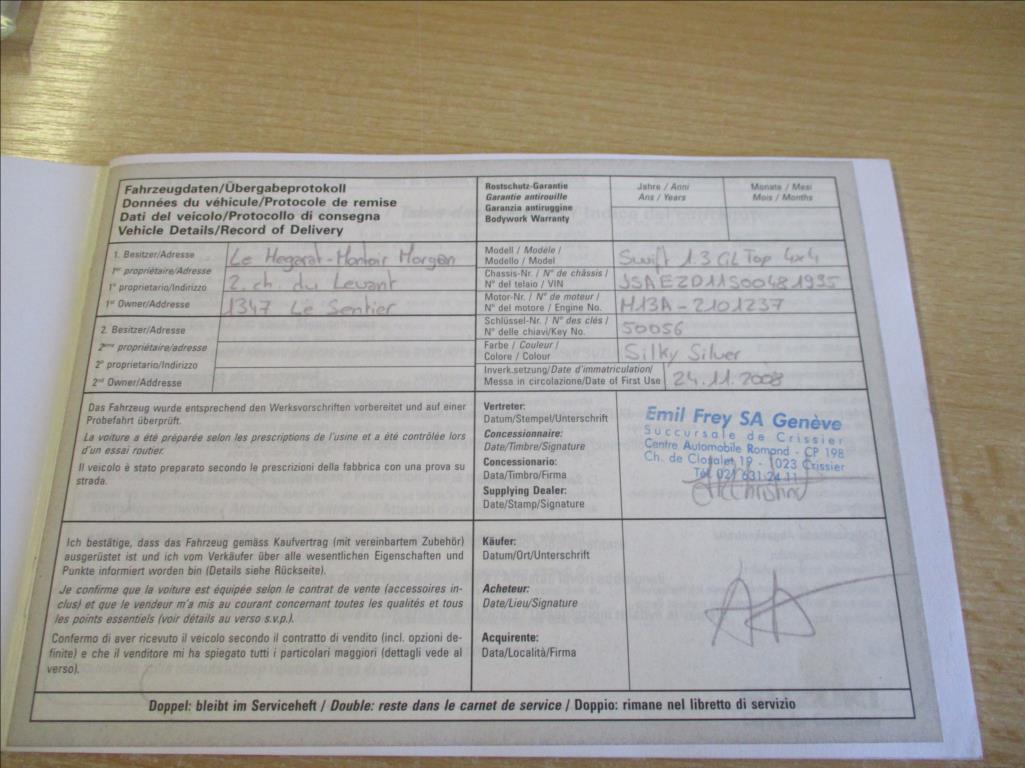 Fahrzeugdaten/Übergabeprotokoll
Données du véhicule/Protocole de remise
Dati del veicolo/Protocollo di consegna
Vehicle Details/Record of Delivery
Rostschutz-Garantie
Garantie antirouille
Garanzia antiruggine
Bodywork Warranty
Jahre / Anni
Ans / Years
Monate / Mesi
Mois / Months
1. Besitzer/Adresse
1er propriétaire/Adresse
1° proprietario/Indirizzo
1st Owner/Address
Le Hegarat-Montoir Morgan
2. ch. du Levant
1347 Le Sentier
2. Besitzer/Adresse
2ème propriétaire/adresse
2° proprietario/Indirizzo
2nd Owner/Address
Modell / Modèle /
Modello / Model
Swift 1.3 GL Top 4x4
Chassis-Nr. / N° de châssis /
N° del telaio / VIN
JSAEZD11S00481935
Motor-Nr. / N° de moteur /
N° del motore / Engine No.
M13A-2101237
Schlüssel-Nr. / N° des clés /
N° delle chiavi/Key No.
50056
Farbe / Couleur /
Colore / Colour
Silky Silver
Inverk.setzung/Date d'immatriculation/
Messa in circolazione/Date of First Use
24.11.2008
Das Fahrzeug wurde entsprechend den Werksvorschriften vorbereitet und auf einer
Probefahrt überprüft.
La voiture a été préparée selon les prescriptions de l'usine et a été contrôlée lors
d'un essai routier.
Il veicolo è stato preparato secondo le prescrizioni della fabbrica con una prova su
strada.
Vertreter:
Datum/Stempel/Unterschrift
Concessionnaire:
Date/Timbre/Signature
Concessionario:
Data/Timbro/Firma
Supplying Dealer:
Date/Stamp/Signature
Emil Frey SA Genève
Succursale de Crissier
Centre Automobile Romand - CP 198
Ch. de Closalet 19 - 1023 Crissier
Tél. 021 631 24 11
Ich bestätige, dass das Fahrzeug gemäss Kaufvertrag (mit vereinbartem Zubehör)
ausgerüstet ist und ich vom Verkäufer über alle wesentlichen Eigenschaften und
Punkte informiert worden bin (Details siehe Rückseite).
Je confirme que la voiture est équipée selon le contrat de vente (accessoires in-
clus) et que le vendeur m'a mis au courant concernant toutes les qualités et tous
les points essentiels (voir détails au verso s.v.p.).
Confermo di aver ricevuto il veicolo secondo il contratto di vendito (incl. opzioni de-
finite) e che il venditore mi ha spiegato tutti i particolari maggiori (dettagli vede al
verso).
Käufer:
Datum/Ort/Unterschrift
Acheteur:
Date/Lieu/Signature
Acquirente:
Data/Località/Firma
Doppel: bleibt im Serviceheft / Double: reste dans le carnet de service / Doppio: rimane nel libretto di servizio